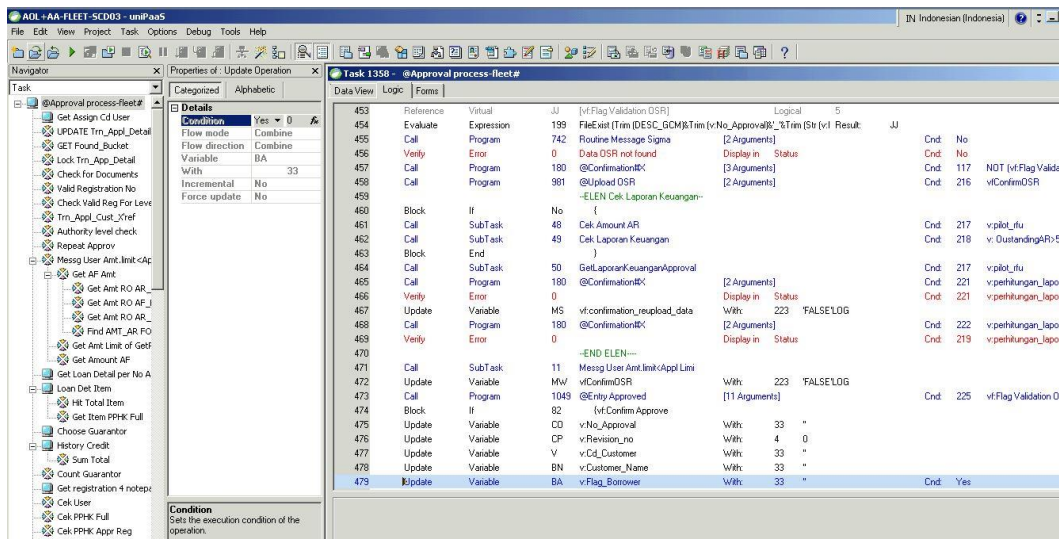 AOL+AA-FLEET-SCD03 - uniPaaS
IN Indonesian (Indonesia)
File Edit View Project Task Options Debug Tools Help
Navigator
Task
@Approval process-fleet#
Get Assign Cd User
UPDATE Trn_Appl_Detail
GET Found_Bucket
Lock Trn_App_Detail
Check for Documents
Valid Registration No
Check Valid Reg For Leve
Trn_Appl_Cust_X'ref
Authority level check
Repeat Approv
Messg User Amt.limit<Ap
Get AF Amt
Get Amt RO AR_
Get Amt RO AF_
Get Amt RO AR_
Find AMT_AR FO
Get Amt Limit of GetF
Get Amount AF
Get Loan Detail per No A
Loan Det Item
Hit Total Item
Get Item PPHK Full
Choose Guarantor
History Credit
Sum Total
Count Guarantor
Get registration 4 notepa
Cek User
Cek PPHK Full
Cek PPHK Appr Reg
Properties of : Update Operation
Categorized Alphabetic
Details
Condition Yes 0 fx
Flow mode Combine
Flow direction Combine
Variable BA
With 33
Incremental No
Force update No
Condition
Sets the execution condition of the
operation.
Task 1358 - @Approval process-fleet#
Data View Logic Forms
453 Reference Virtual JJ [vf:Flag Validation OSR] Logical 5
454 Evaluate Expression 199 FileExist (Trim (DESC_GCM)&Trim (v:No_Approval)&'_'&Trim (Str (v:I Result: JJ
455 Call Program 742 Routine Message Sigma [2 Arguments] Cnd: No
456 Verify Error 0 Data OSR not found Display in Status Cnd: No
457 Call Program 180 @Confirmation#X [3 Arguments] Cnd: 117 NOT (vf:Flag Valida
458 Call Program 981 @Upload OSR [2 Arguments] Cnd: 216 vfConfirmOSR
459 --ELEN Cek Laporan Keuangan--
460 Block If No {
461 Call SubTask 48 Cek Amount AR Cnd: 217 v:pilot_rfu
462 Call SubTask 49 Cek Laporan Keuangan Cnd: 218 v: OustandingAR>5
463 Block End }
464 Call SubTask 50 GetLaporanKeuanganApproval Cnd: 217 v:pilot_rfu
465 Call Program 180 @Confirmation#X [2 Arguments] Cnd: 221 v:perhitungan_lapo
466 Verify Error 0 Display in Status Cnd: 221 v:perhitungan_lapo
467 Update Variable MS vf:confirmation_reupload_data With: 223 'FALSE'LOG
468 Call Program 180 @Confirmation#X [2 Arguments] Cnd: 222 v:perhitungan_lapo
469 Verify Error 0 Display in Status Cnd: 219 v:perhitungan_lapo
470 --END ELEN----
471 Call SubTask 11 Messg User Amt.limit<Appl Limi
472 Update Variable MW vfConfirmOSR With: 223 'FALSE'LOG
473 Call Program 1049 @Entry Approved [11 Arguments] Cnd: 225 vf:Flag Validation O
474 Block If 82 {vf:Confirm Approve
475 Update Variable CO v:No_Approval With: 33 ''
476 Update Variable CP v:Revision_no With: 4 0
477 Update Variable V v:Cd_Customer With: 33 ''
478 Update Variable BN v:Customer_Name With: 33 ''
479 Update Variable BA v:Flag_Borrower With: 33 '' Cnd: Yes